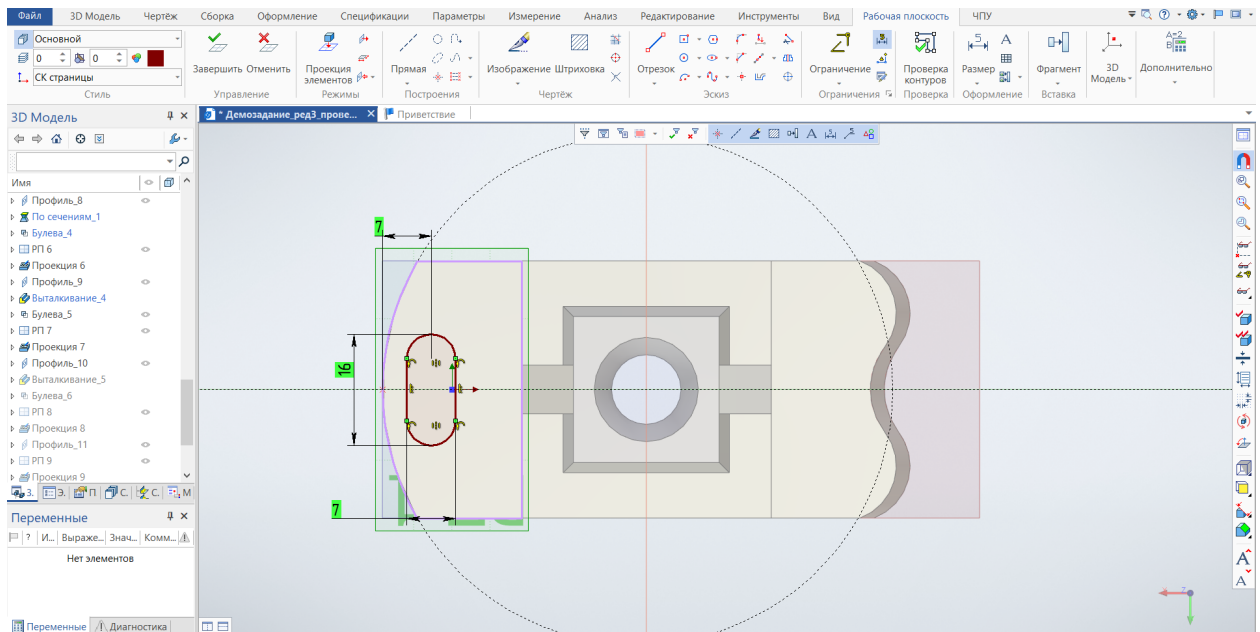 Файл 3D Модель Чертёж Сборка Оформление Спецификации Параметры Измерение Анализ Редактирование Инструменты Вид Рабочая плоскость ЧПУ
Основной
0 0
СК страницы
Стиль
Завершить Отменить
Управление
Проекция элементов
Режимы
Прямая
Построения
Изображение Штриховка
Чертёж
Отрезок
Эскиз
Ограничение
Ограничения
Проверка контуров
Проверка
Размер
Оформление
Фрагмент
Вставка
3D Модель
Дополнительно
3D Модель
* Демозадание_ред3_прове...
Приветствие
Имя
Профиль_8
По сечениям_1
Булева_4
РП 6
Проекция 6
Профиль_9
Выталкивание_4
Булева_5
РП 7
Проекция 7
Профиль_10
Выталкивание_5
Булева_6
РП 8
Проекция 8
Профиль_11
РП 9
Проекция 9
З. Э. П С. С. М
Переменные
? И... Выраже... Знач... Комм...
Нет элементов
Переменные Диагностика
7
16
7